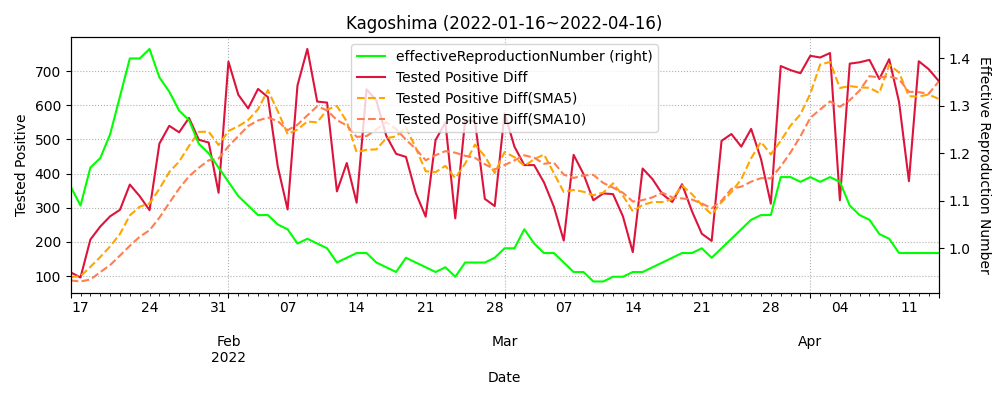 Kagoshima (2022-01-16~2022-04-16)
effectiveReproductionNumber (right)
Tested Positive Diff
Tested Positive Diff(SMA5)
Tested Positive Diff(SMA10)
Tested Positive
700
600
500
400
300
200
100
1.4
1.3
1.2
1.1
1.0
Effective Reproduction Number
17 24 31 07 14 21 28 07 14 21 28 04 11
Feb Mar Apr
2022
Date